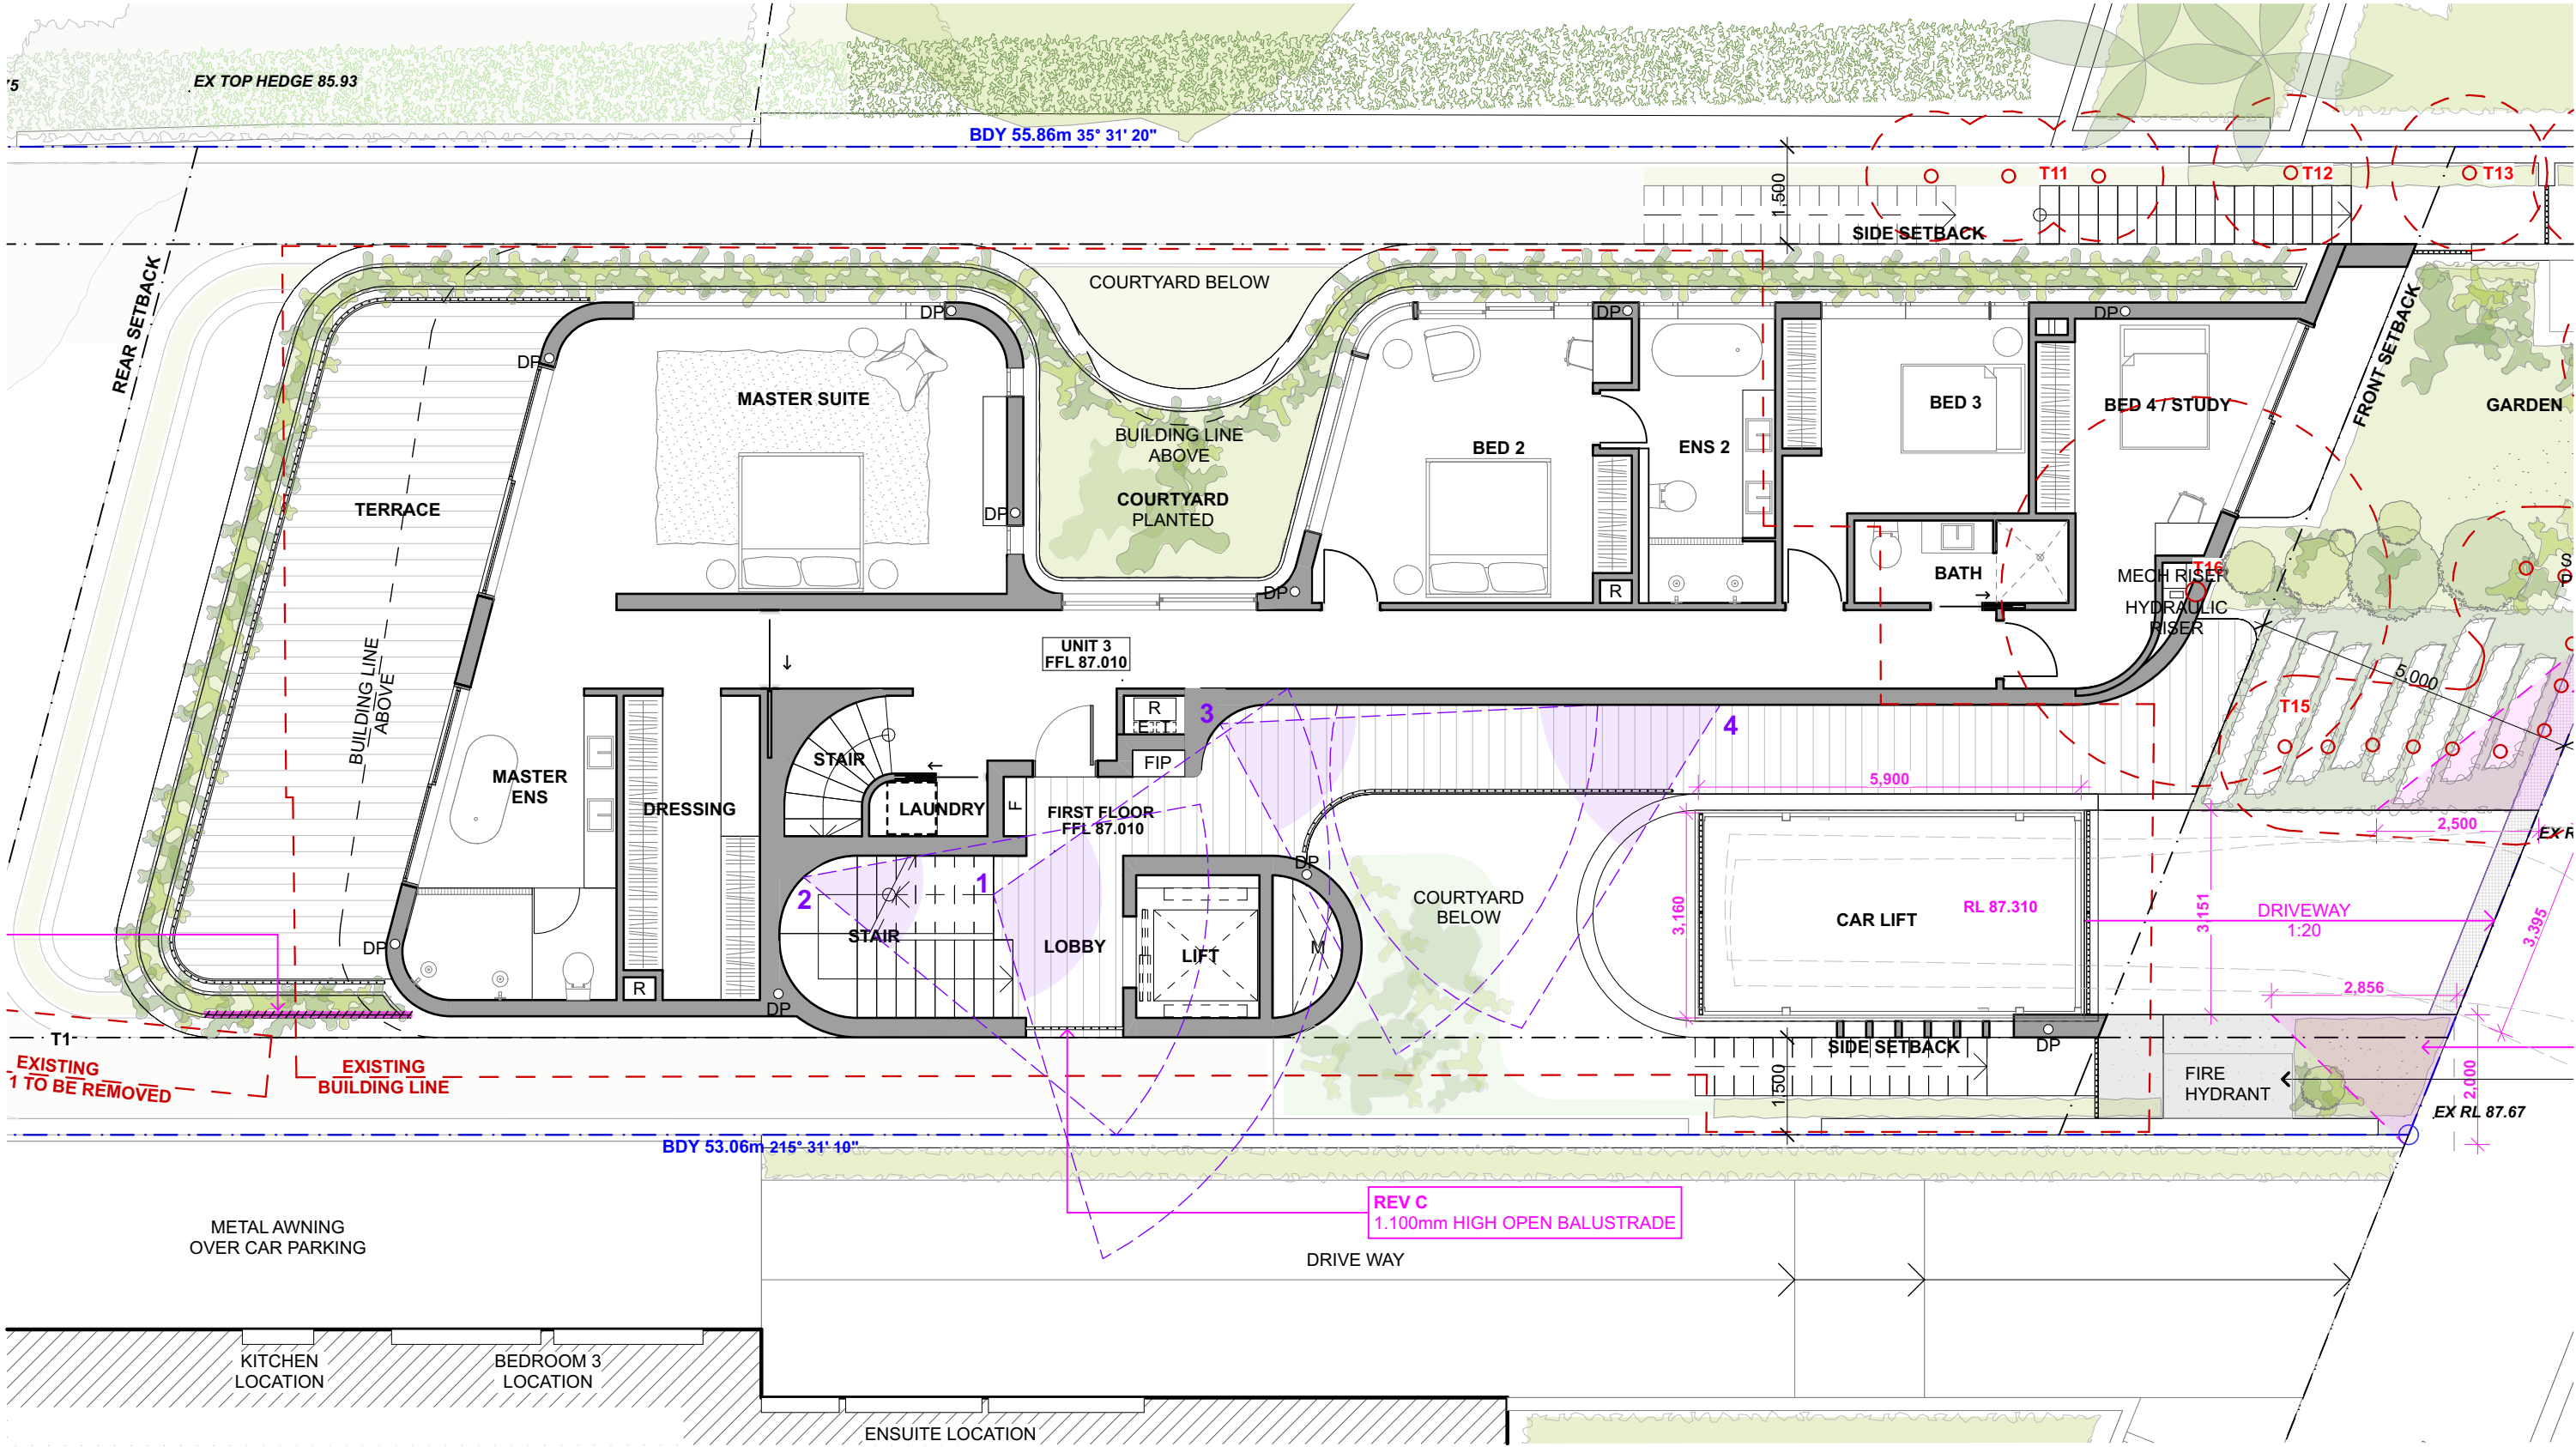 EX TOP HEDGE 85.93
BDY 55.86m 35° 31' 20"
1,500
T11
T12
T13
SIDE SETBACK
REAR SETBACK
COURTYARD BELOW
FRONT SETBACK
DP
DP
DP
DP
MASTER SUITE
BED 3
BED 4 / STUDY
GARDEN
BUILDING LINE
ABOVE
BED 2
ENS 2
TERRACE
COURTYARD
PLANTED
DP
BATH
T16
MECH RISER
HYDRAULIC
RISER
DP
R
UNIT 3
FFL 87.010
5,000
BUILDING LINE
ABOVE
R
E T
FIP
3
4
T15
STAIR
MASTER
ENS
DRESSING
LAUNDRY
F
FIRST FLOOR
FFL 87.010
5,900
2,500
DP
1
2
COURTYARD
BELOW
3,160
CAR LIFT
RL 87.310
3,151
DRIVEWAY
1:20
3,395
STAIR
LOBBY
LIFT
M
DP
R
DP
2,856
T1
SIDE SETBACK
DP
EXISTING
1 TO BE REMOVED
EXISTING
BUILDING LINE
1,500
FIRE
HYDRANT
2,000
EX RL 87.67
BDY 53.06m 215° 31' 10"
REV C
1.100mm HIGH OPEN BALUSTRADE
METAL AWNING
OVER CAR PARKING
DRIVE WAY
KITCHEN
LOCATION
BEDROOM 3
LOCATION
ENSUITE LOCATION